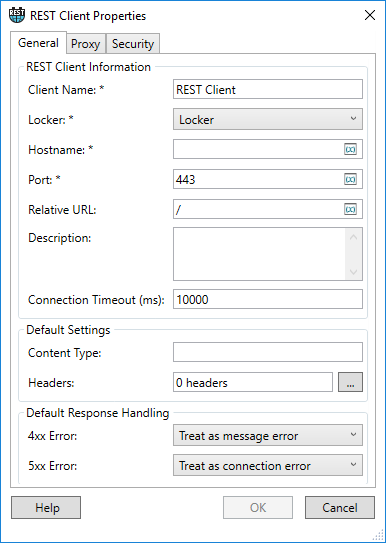 REST REST Client Properties
General Proxy Security
REST Client Information
Client Name: * REST Client
Locker: * Locker
Hostname: *
Port: * 443
Relative URL: /
Description:
Connection Timeout (ms): 10000
Default Settings
Content Type:
Headers: 0 headers ...
Default Response Handling
4xx Error: Treat as message error
5xx Error: Treat as connection error
Help OK Cancel